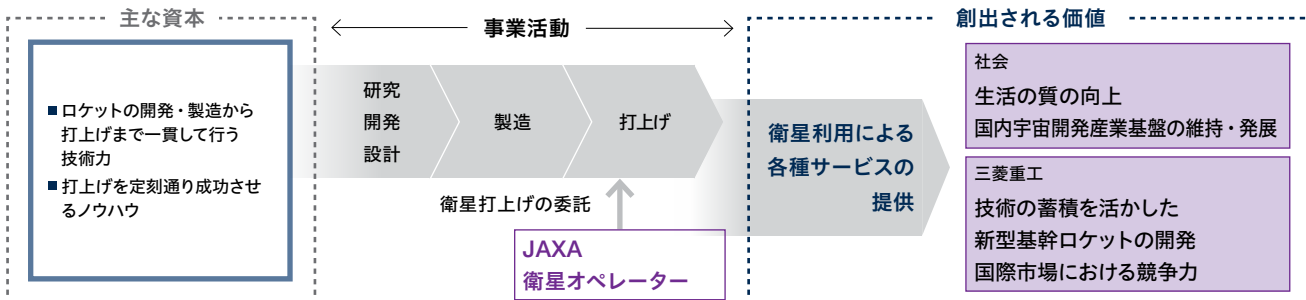 主な資本
■ロケットの開発・製造から
打上げまで一貫して行う
技術力
■打上げを定刻通り成功させ
るノウハウ
事業活動
研究
開発
設計
製造
打上げ
衛星打上げの委託
JAXA
衛星オペレーター
創出される価値
衛星利用による
各種サービスの
提供
社会
生活の質の向上
国内宇宙開発産業基盤の維持・発展
三菱重工
技術の蓄積を活かした
新型基幹ロケットの開発
国際市場における競争力